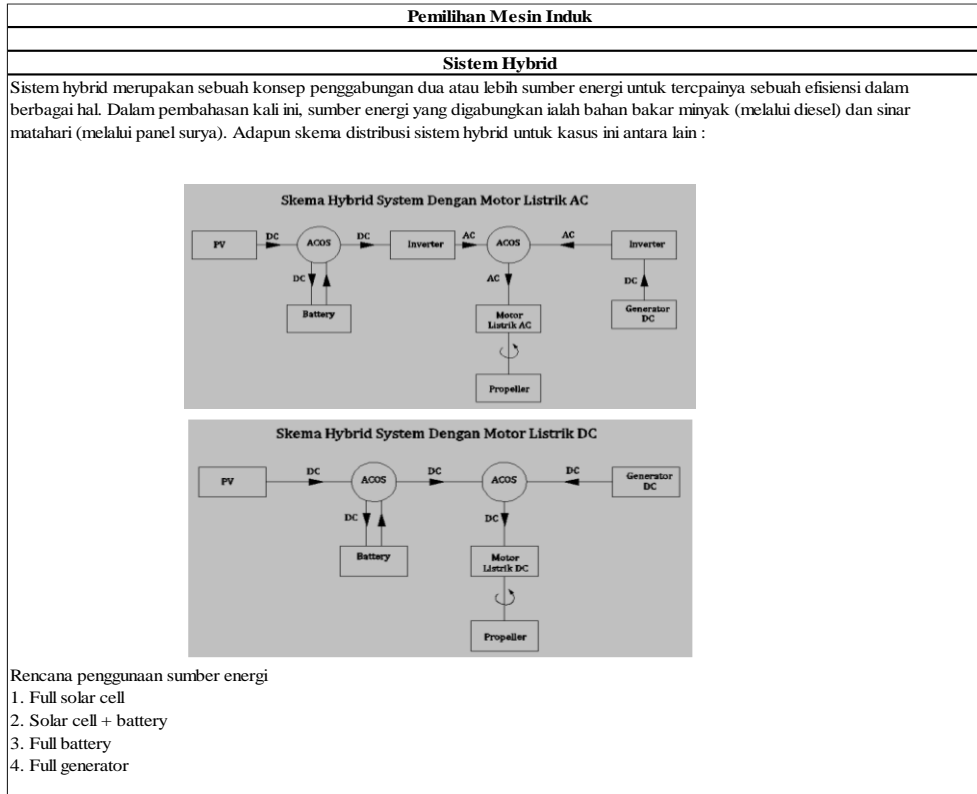 Pemilihan Mesin Induk
Sistem Hybrid
Sistem hybrid merupakan sebuah konsep penggabungan dua atau lebih sumber energi untuk tercpainya sebuah efisiensi dalam
berbagai hal. Dalam pembahasan kali ini, sumber energi yang digabungkan ialah bahan bakar minyak (melalui diesel) dan sinar
matahari (melalui panel surya). Adapun skema distribusi sistem hybrid untuk kasus ini antara lain :
Skema Hybrid System Dengan Motor Listrik AC
PV DC ACOS DC Inverter AC ACOS AC Inverter
DC AC DC
Battery Motor Listrik AC Generator DC
Propeller
Skema Hybrid System Dengan Motor Listrik DC
PV DC ACOS DC ACOS DC Generator DC
DC DC
Battery Motor Listrik DC
Propeller
Rencana penggunaan sumber energi
1. Full solar cell
2. Solar cell + battery
3. Full battery
4. Full generator